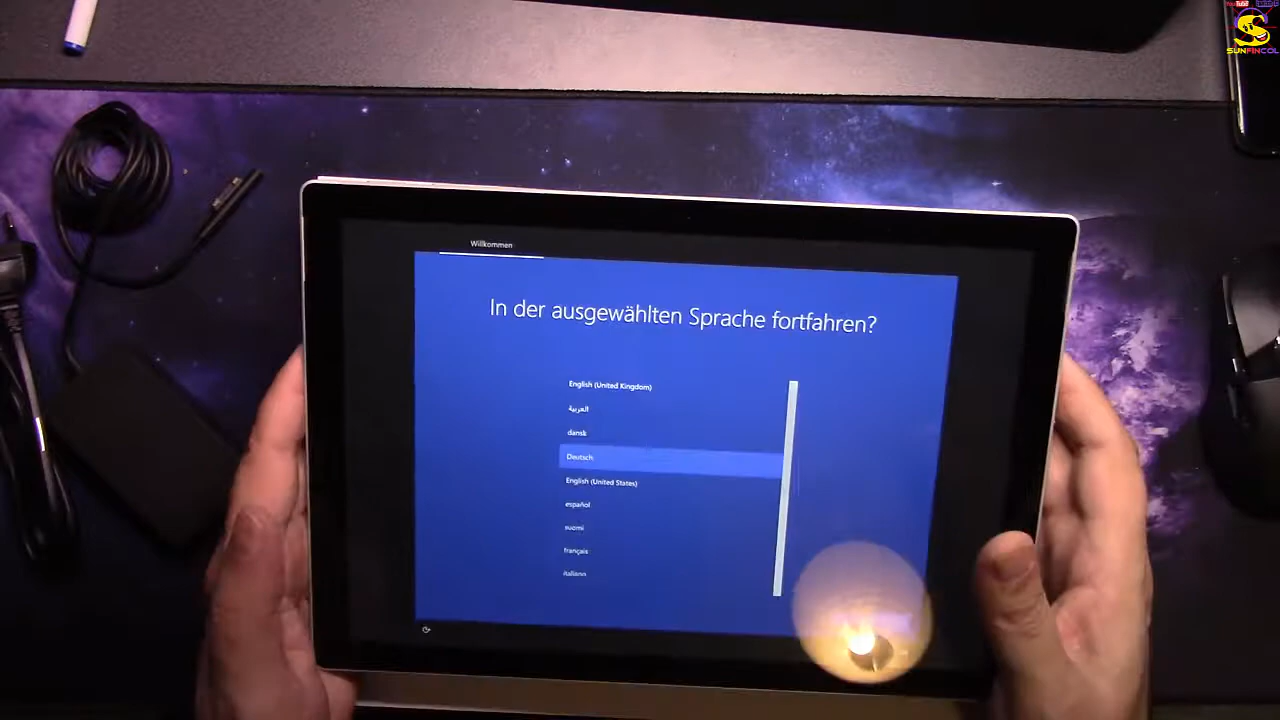 YouTube
SUNFINCOL
Willkommen
In der ausgewählten Sprache fortfahren?
English (United Kingdom)
العربية
dansk
Deutsch
English (United States)
español
suomi
français
italiano